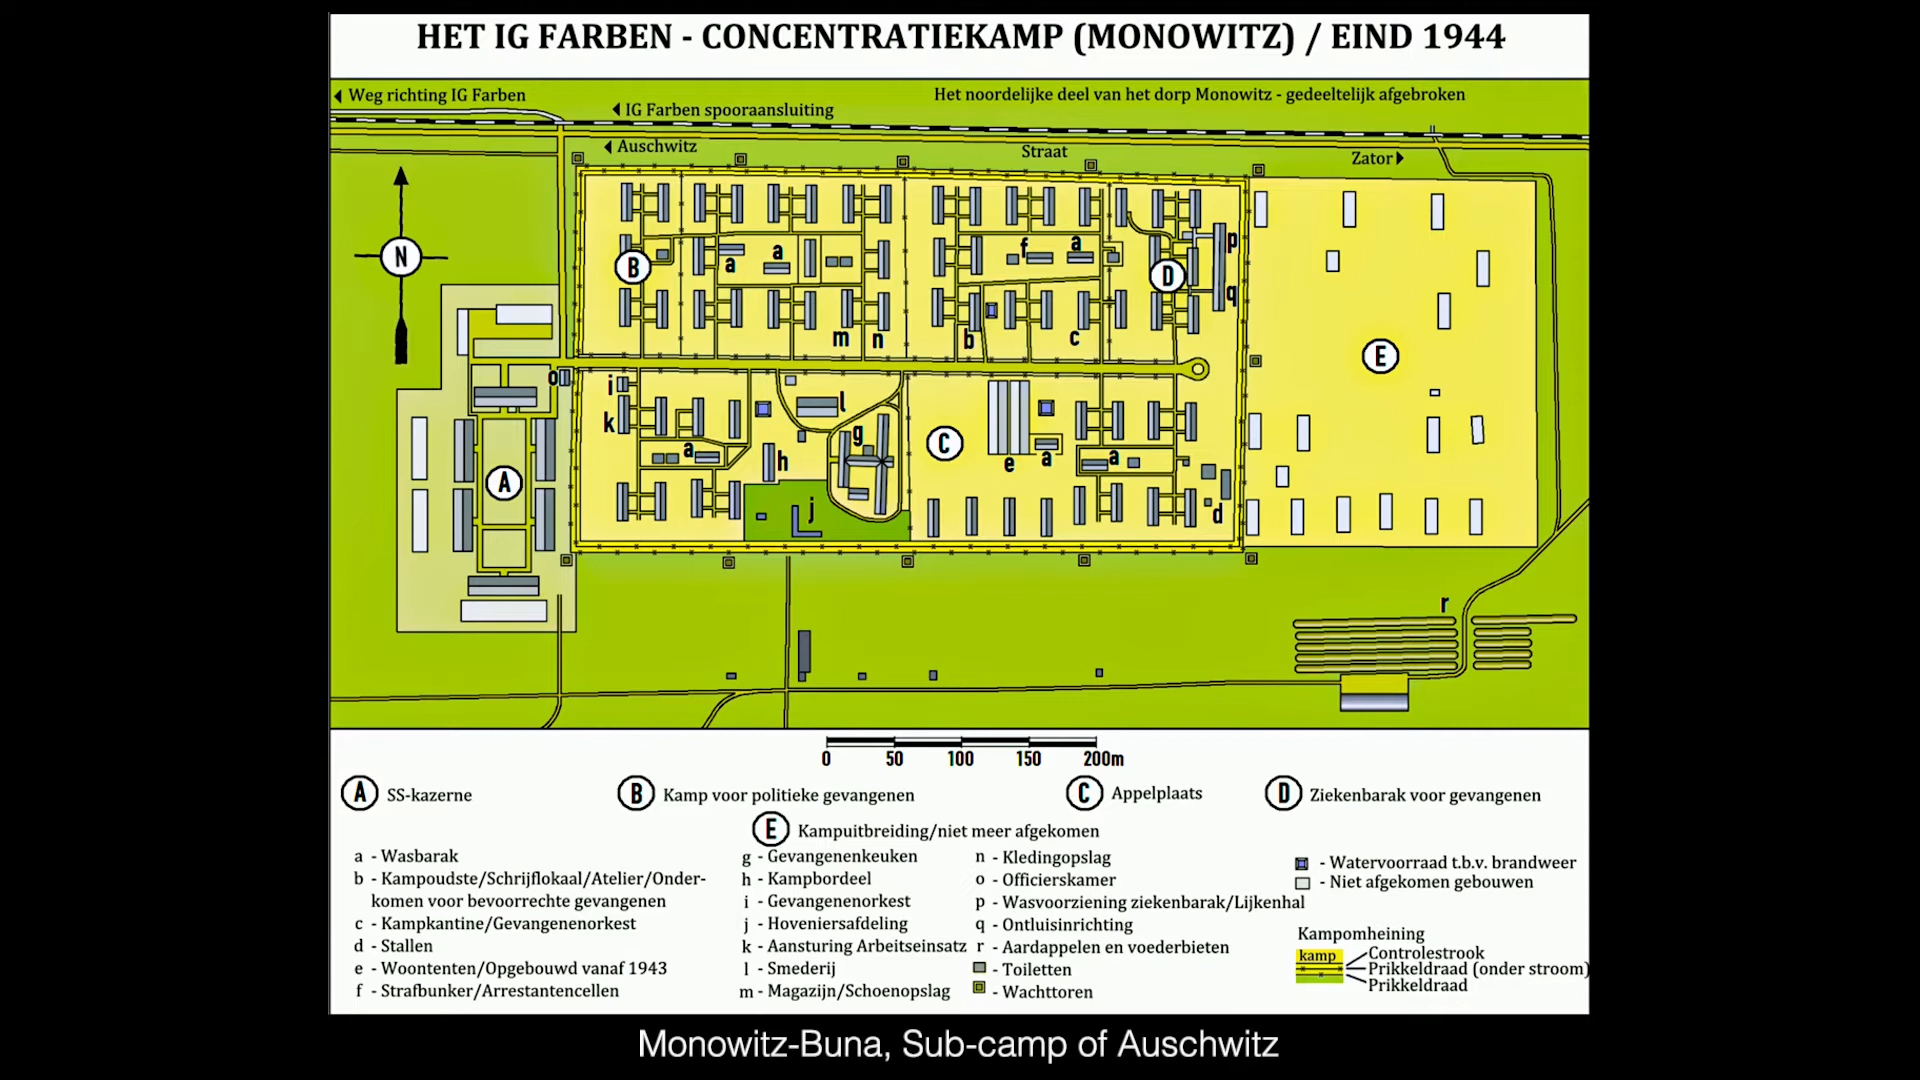 HET IG FARBEN - CONCENTRATIEKAMP (MONOWITZ) / EIND 1944
Weg richting IG Farben
Het noordelijke deel van het dorp Monowitz - gedeeltelijk afgebroken
IG Farben spooraansluiting
Auschwitz
Straat
Zator
N
B
a
a
m
n
f
a
b
c
D
p
q
E
o
i
k
a
l
g
h
j
C
e
a
a
d
A
r
0 50 100 150 200m
A SS-kazerne
B Kamp voor politieke gevangenen
C Appelplaats
D Ziekenbarak voor gevangenen
E Kampuitbreiding/niet meer afgekomen
a - Wasbarak
b - Kampoudste/Schrijflokaal/Atelier/Onder-
komen voor bevoorrechte gevangenen
c - Kampkantine/Gevangenenorkest
d - Stallen
e - Woontenten/Opgebouwd vanaf 1943
f - Strafbunker/Arrestantencellen
g - Gevangenenkeuken
h - Kampbordeel
i - Gevangenenorkest
j - Hoveniersafdeling
k - Aansturing Arbeitseinsatz
l - Smederij
m - Magazijn/Schoenopslag
n - Kledingopslag
o - Officierskamer
p - Wasvoorziening ziekenbarak/Lijkenhal
q - Ontluisinrichting
r - Aardappelen en voederbieten
- Toiletten
- Wachttoren
- Watervoorraad t.b.v. brandweer
- Niet afgekomen gebouwen
Kampomheining
kamp
Controlestrook
Prikkeldraad (onder stroom)
Prikkeldraad
Monowitz-Buna, Sub-camp of Auschwitz